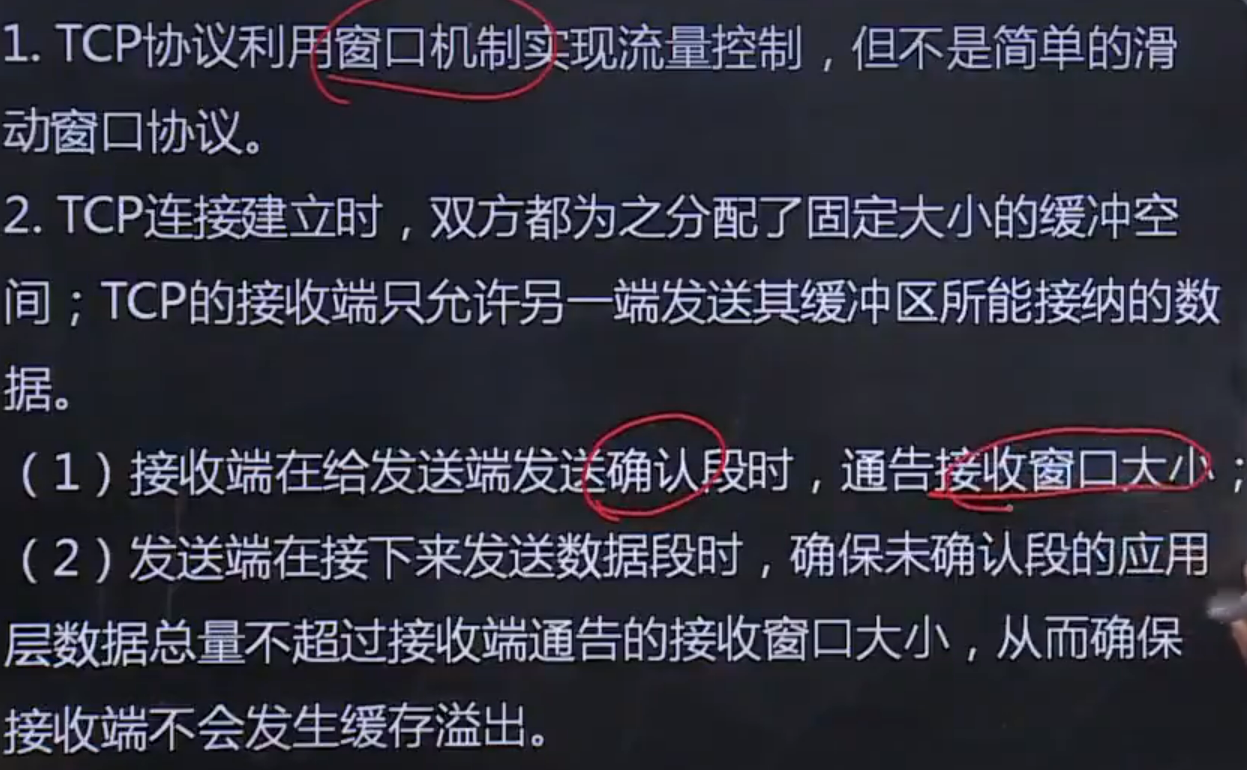 1. TCP协议利用窗口机制实现流量控制，但不是简单的滑
动窗口协议。
2. TCP连接建立时，双方都为之分配了固定大小的缓冲空
间；TCP的接收端只允许另一端发送其缓冲区所能接纳的数
据。
（1）接收端在给发送端发送确认段时，通告接收窗口大小；
（2）发送端在接下来发送数据段时，确保未确认段的应用
层数据总量不超过接收端通告的接收窗口大小，从而确保
接收端不会发生缓存溢出。